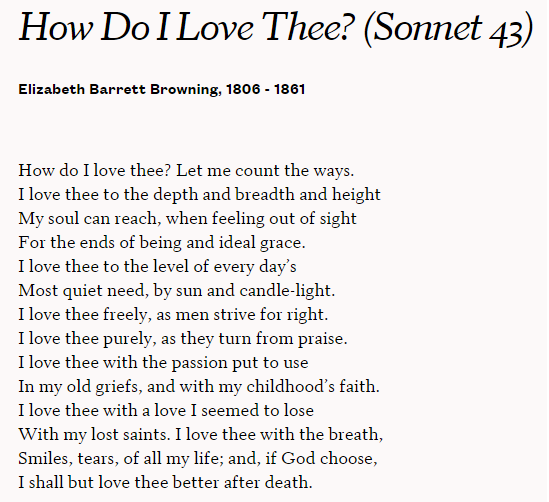 How Do I Love Thee? (Sonnet 43)
Elizabeth Barrett Browning, 1806 - 1861
How do I love thee? Let me count the ways.
I love thee to the depth and breadth and height
My soul can reach, when feeling out of sight
For the ends of being and ideal grace.
I love thee to the level of every day’s
Most quiet need, by sun and candle-light.
I love thee freely, as men strive for right.
I love thee purely, as they turn from praise.
I love thee with the passion put to use
In my old griefs, and with my childhood’s faith.
I love thee with a love I seemed to lose
With my lost saints. I love thee with the breath,
Smiles, tears, of all my life; and, if God choose,
I shall but love thee better after death.